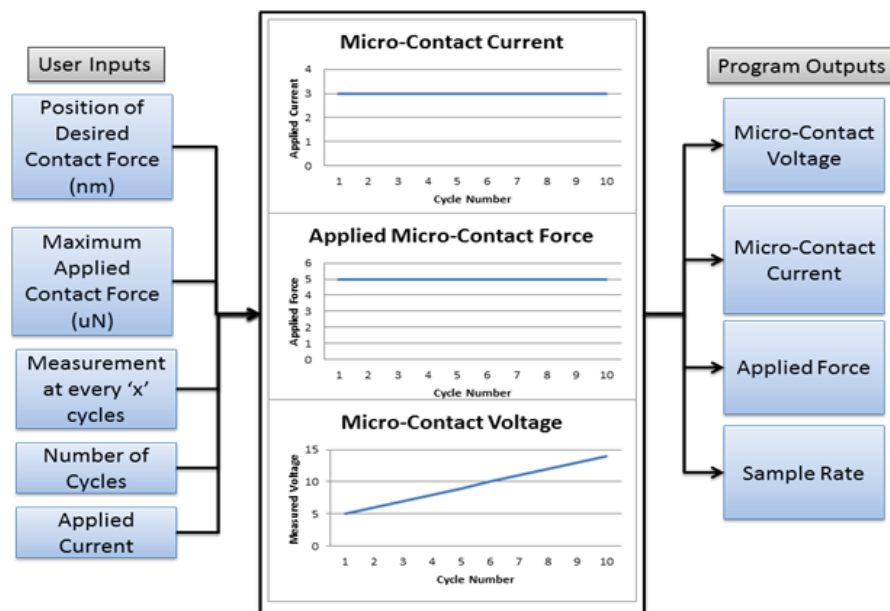 User Inputs
Position of
Desired
Contact Force
(nm)
Maximum
Applied
Contact Force
(uN)
Measurement
at every ‘x’
cycles
Number of
Cycles
Applied
Current
Micro-Contact Current
Applied Current
4
3
2
1
0
1 2 3 4 5 6 7 8 9 10
Cycle Number
Applied Micro-Contact Force
Applied Force
6
5
4
3
2
1
0
1 2 3 4 5 6 7 8 9 10
Cycle Number
Micro-Contact Voltage
Measured Voltage
15
10
5
0
1 2 3 4 5 6 7 8 9 10
Cycle Number
Program Outputs
Micro-Contact
Voltage
Micro-Contact
Current
Applied Force
Sample Rate